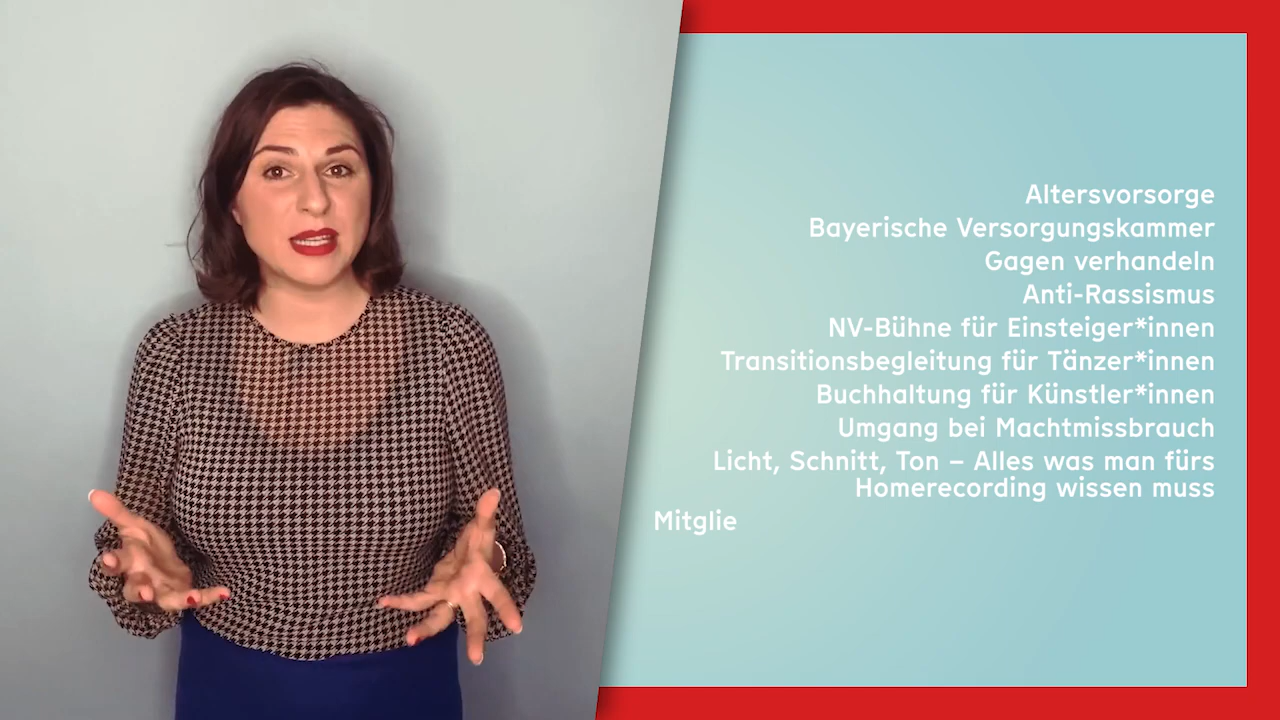 Altersvorsorge
Bayerische Versorgungskammer
Gagen verhandeln
Anti-Rassismus
NV-Bühne für Einsteiger*innen
Transitionsbegleitung für Tänzer*innen
Buchhaltung für Künstler*innen
Umgang bei Machtmissbrauch
Licht, Schnitt, Ton – Alles was man fürs
Homerecording wissen muss
Mitglie